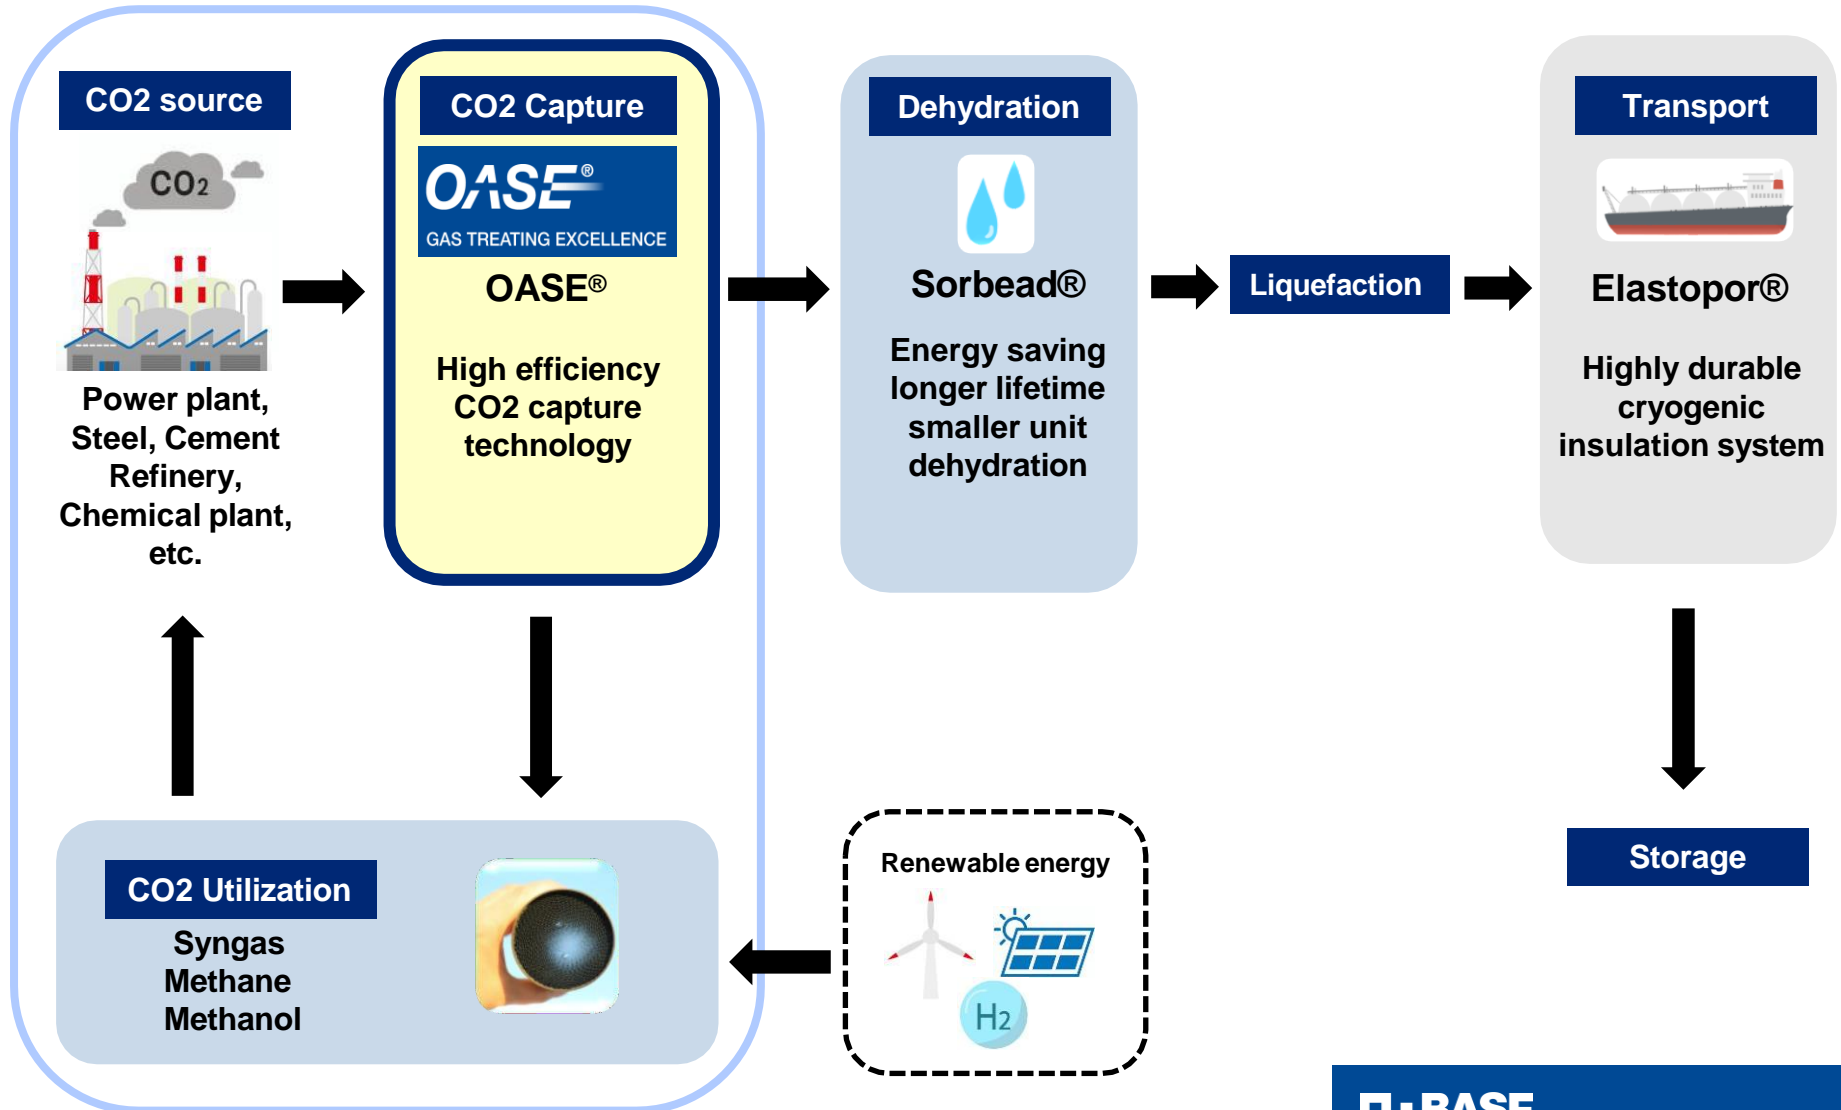 CO2 source
CO2
Power plant,
Steel, Cement
Refinery,
Chemical plant,
etc.
CO2 Capture
OASE®
GAS TREATING EXCELLENCE
OASE®
High efficiency
CO2 capture
technology
Dehydration
Sorbead®
Energy saving
longer lifetime
smaller unit
dehydration
Liquefaction
Transport
Elastopor®
Highly durable
cryogenic
insulation system
CO2 Utilization
Syngas
Methane
Methanol
Renewable energy
H2
Storage
BASF